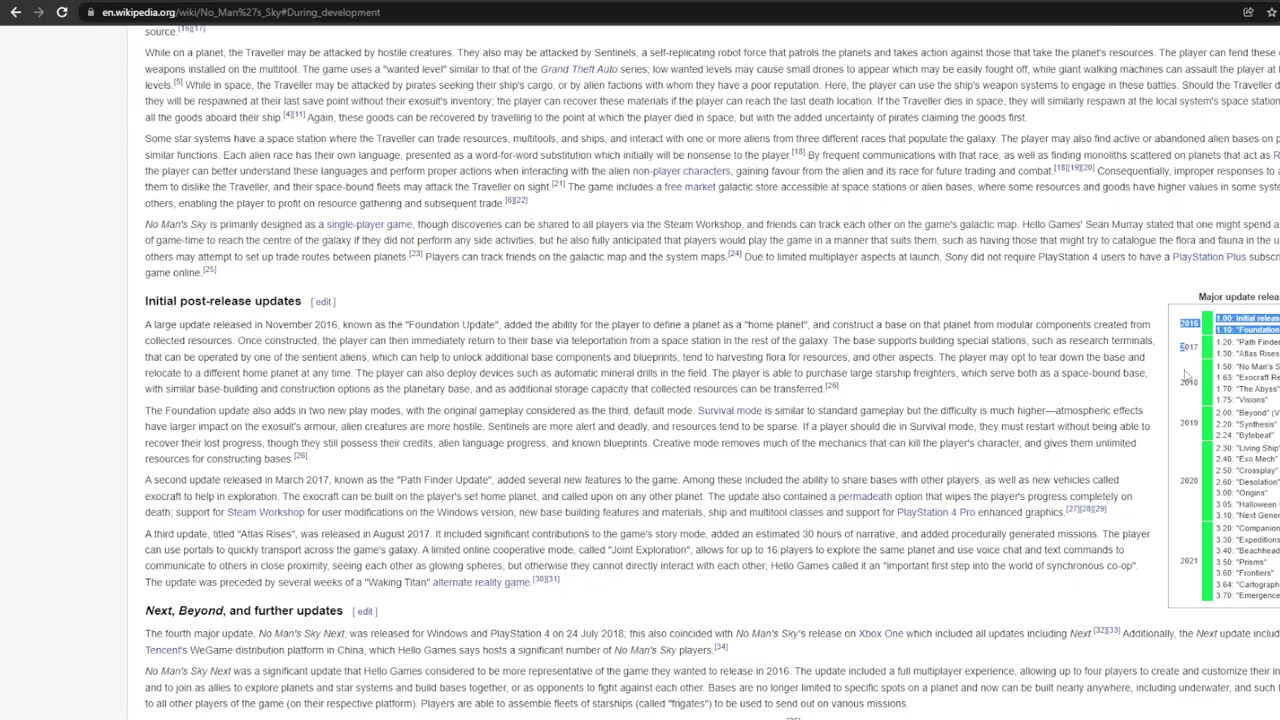 en.wikipedia.org/wiki/No_Man%27s_Sky#During_development
source.[16][17]
While on a planet, the Traveller may be attacked by hostile creatures. They also may be attacked by Sentinels, a self-replicating robot force that patrols the planets and takes action against those that take the planet's resources. The player can fend these
weapons installed on the multitool. The game uses a "wanted level" similar to that of the Grand Theft Auto series; low wanted levels may cause small drones to appear which may be easily fought off, while giant walking machines can assault the player at
levels.[5] While in space, the Traveller may be attacked by pirates seeking their ship's cargo, or by alien factions with whom they have a poor reputation. Here, the player can use the ship's weapon systems to engage in these battles. Should the Traveller
they will be respawned at their last save point without their exosuit's inventory; the player can recover these materials if the player can reach the last death location. If the Traveller dies in space, they will similarly respawn at the local system's space
all the goods aboard their ship.[4][11] Again, these goods can be recovered by travelling to the point at which the player died in space, but with the added uncertainty of pirates claiming the goods first.
Some star systems have a space station where the Traveller can trade resources, multitools, and ships, and interact with one or more aliens from three different races that populate the galaxy. The player may also find active or abandoned alien bases on
similar functions. Each alien race has their own language, presented as a word-for-word substitution which initially will be nonsense to the player.[18] By frequent communications with that race, as well as finding monoliths scattered on planets that act as
the player can better understand these languages and perform proper actions when interacting with the alien non-player characters, gaining favour from the alien and its race for future trading and combat.[18][19][20] Consequently, improper responses to
them to dislike the Traveller, and their space-bound fleets may attack the Traveller on sight.[21] The game includes a free market galactic store accessible at space stations or alien bases, where some resources and goods have higher values in some
others, enabling the player to profit on resource gathering and subsequent trade.[6][22]
No Man's Sky is primarily designed as a single-player game, though discoveries can be shared to all players via the Steam Workshop, and friends can track each other on the game's galactic map. Hello Games' Sean Murray stated that one might spend
of game-time to reach the centre of the galaxy if they did not perform any side activities, but he also fully anticipated that players would play the game in a manner that suits them, such as having those that might try to catalogue the flora and fauna in the
others may attempt to set up trade routes between planets.[23] Players can track friends on the galactic map and the system maps.[24] Due to limited multiplayer aspects at launch, Sony did not require PlayStation 4 users to have a PlayStation Plus
game online.[25]
Initial post-release updates [ edit ]
A large update released in November 2016, known as the "Foundation Update", added the ability for the player to define a planet as a "home planet", and construct a base on that planet from modular components created from
collected resources. Once constructed, the player can then immediately return to their base via teleportation from a space station in the rest of the galaxy. The base supports building special stations, such as research terminals,
that can be operated by one of the sentient aliens, which can help to unlock additional base components and blueprints, tend to harvesting flora for resources, and other aspects. The player may opt to tear down the base and
relocate to a different home planet at any time. The player can also deploy devices such as automatic mineral drills in the field. The player is able to purchase large starship freighters, which serve both as a space-bound base,
with similar base-building and construction options as the planetary base, and as additional storage capacity that collected resources can be transferred.[26]
The Foundation update also adds in two new play modes, with the original gameplay considered as the third, default mode. Survival mode is similar to standard gameplay but the difficulty is much higher—atmospheric effects
have larger impact on the exosuit's armour, alien creatures are more hostile, Sentinels are more alert and deadly, and resources tend to be sparse. If a player should die in Survival mode, they must restart without being able to
recover their lost progress, though they still possess their credits, alien language progress, and known blueprints. Creative mode removes much of the mechanics that can kill the player's character, and gives them unlimited
resources for constructing bases.[26]
A second update released in March 2017, known as the "Path Finder Update", added several new features to the game. Among these included the ability to share bases with other players, as well as new vehicles called
exocraft to help in exploration. The exocraft can be built on the player's set home planet, and called upon on any other planet. The update also contained a permadeath option that wipes the player's progress completely on
death; support for Steam Workshop for user modifications on the Windows version; new base building features and materials, ship and multitool classes and support for PlayStation 4 Pro enhanced graphics.[27][28][29]
A third update, titled "Atlas Rises", was released in August 2017. It included significant contributions to the game's story mode, added an estimated 30 hours of narrative, and added procedurally generated missions. The player
can use portals to quickly transport across the game's galaxy. A limited online cooperative mode, called "Joint Exploration", allows for up to 16 players to explore the same planet and use voice chat and text commands to
communicate to others in close proximity, seeing each other as glowing spheres, but otherwise they cannot directly interact with each other; Hello Games called it an "important first step into the world of synchronous co-op".
The update was preceded by several weeks of a "Waking Titan" alternate reality game.[30][31]
Major update
2016 1.00: Initial
1.10:
2017 1.20: "Path Finder
1.30: "Atlas Rises
2018 1.50: "No Man's
1.63: "Exocraft
1.70: "The Abyss"
1.75: "Visions"
2019 2.00: "Beyond
2.20: "Synthesis"
2.24: "Bytebeat"
2020 2.30: "Living
2.40: "Exo Mech"
2.50: "Crossplay"
2.60: "Desolation
3.00: "Origins"
3.05: "Halloween
3.10: "Next
2021 3.20:
3.30:
3.40:
3.50: "Prisms"
3.60: "Frontiers"
3.64:
3.70:
Next, Beyond, and further updates [ edit ]
The fourth major update, No Man's Sky Next, was released for Windows and PlayStation 4 on 24 July 2018; this also coincided with No Man's Sky's release on Xbox One which included all updates including Next.[32][33] Additionally, the Next update
Tencent's WeGame distribution platform in China, which Hello Games says hosts a significant number of No Man's Sky players.[34]
No Man's Sky Next was a significant update that Hello Games considered to be more representative of the game they wanted to release in 2016. The update included a full multiplayer experience, allowing up to four players to create and customize their
and to join as allies to explore planets and star systems and build bases together, or as opponents to fight against each other. Bases are no longer limited to specific spots on a planet and now can be built nearly anywhere, including underwater, and
to all other players of the game (on their respective platform). Players are able to assemble fleets of starships (called "frigates") to be used to send out on various missions.